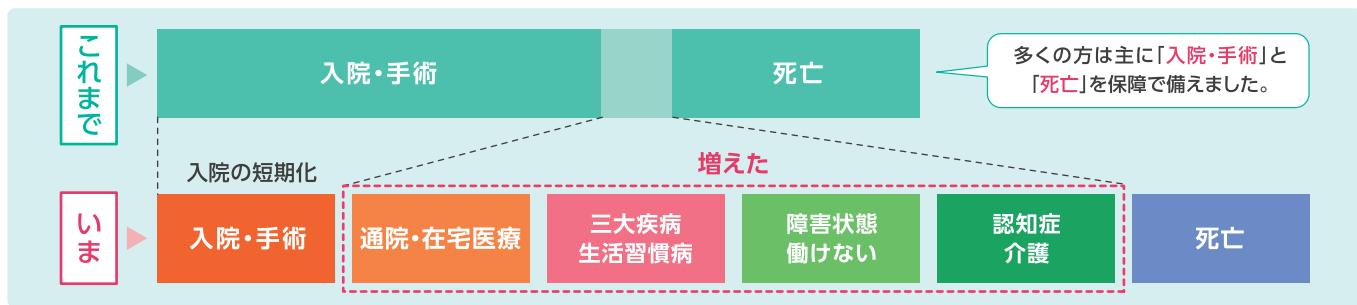 これまで
入院・手術
死亡
多くの方は主に「入院・手術」と
「死亡」を保障で備えました。
入院の短期化
増えた
いま
入院・手術
通院・在宅医療
三大疾病
生活習慣病
障害状態
働けない
認知症
介護
死亡